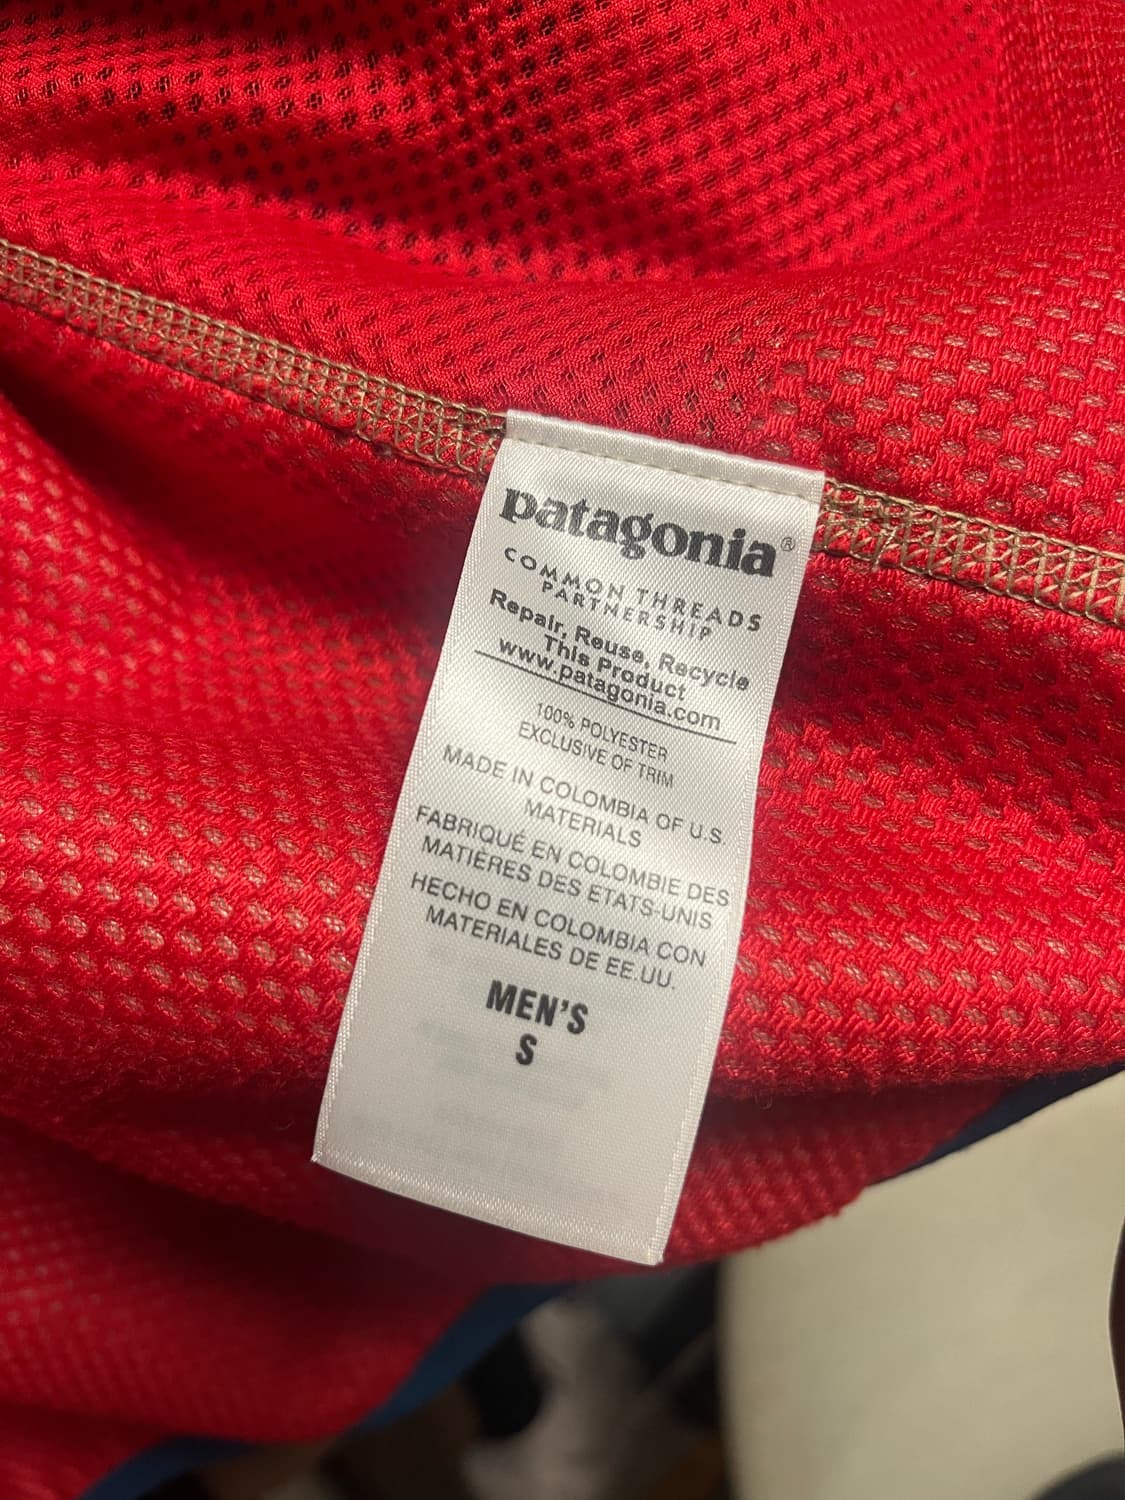 patagonia®
COMMON THREADS
PARTNERSHIP
Repair, Reuse, Recycle
This Product
www.patagonia.com
100% POLYESTER
EXCLUSIVE OF TRIM
MADE IN COLOMBIA OF U.S.
MATERIALS
FABRIQUÉ EN COLOMBIE DES
MATIÈRES DES ETATS-UNIS
HECHO EN COLOMBIA CON
MATERIALES DE EE.UU.
MEN'S
S